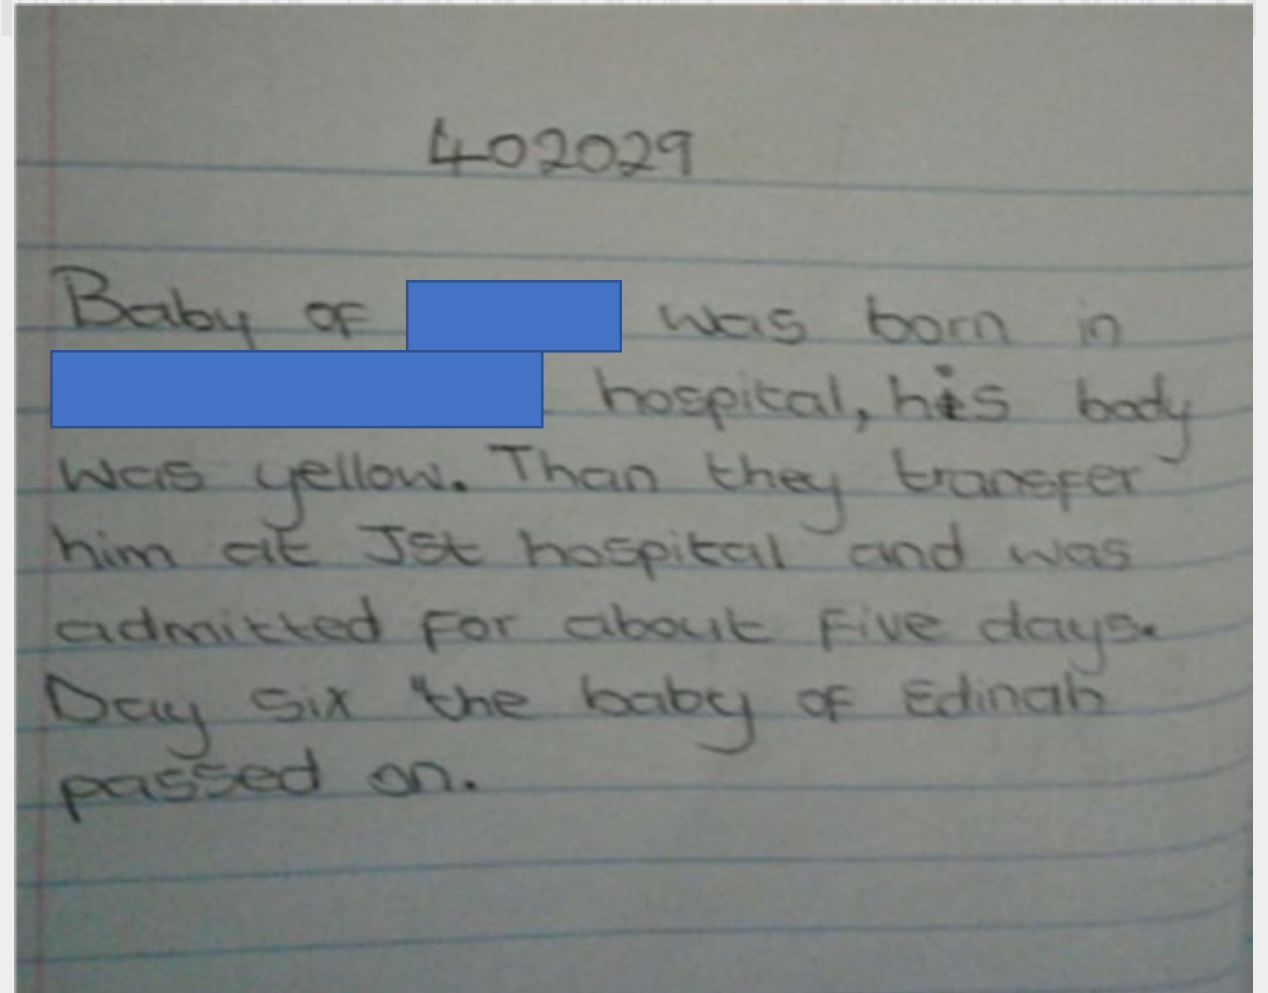 402029
Baby of was born in
hospital, his body
was yellow. Than they transfer
him at Jst hospital and was
admitted for about five days.
Day six the baby of Edinah
passed on.